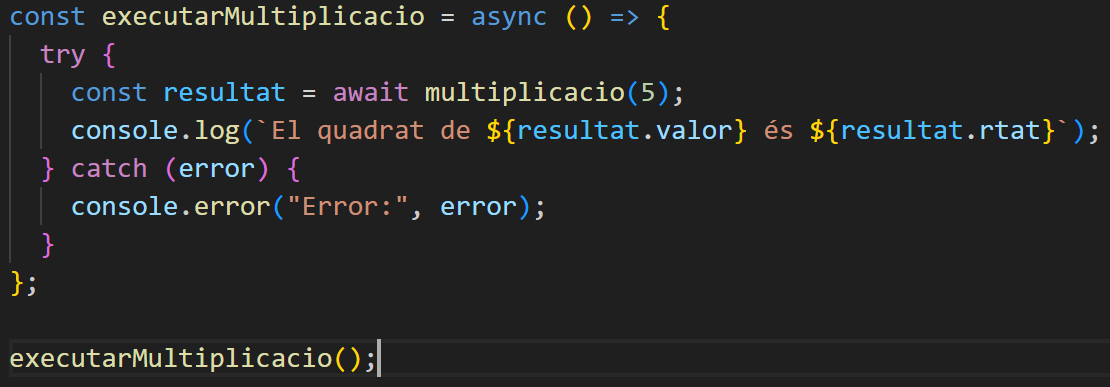 const executarMultiplicacio = async () => {
  try {
    const resultat = await multiplicacio(5);
    console.log(`El quadrat de ${resultat.valor} és ${resultat.rtat}`);
  } catch (error) {
    console.error("Error:", error);
  }
};

executarMultiplicacio();